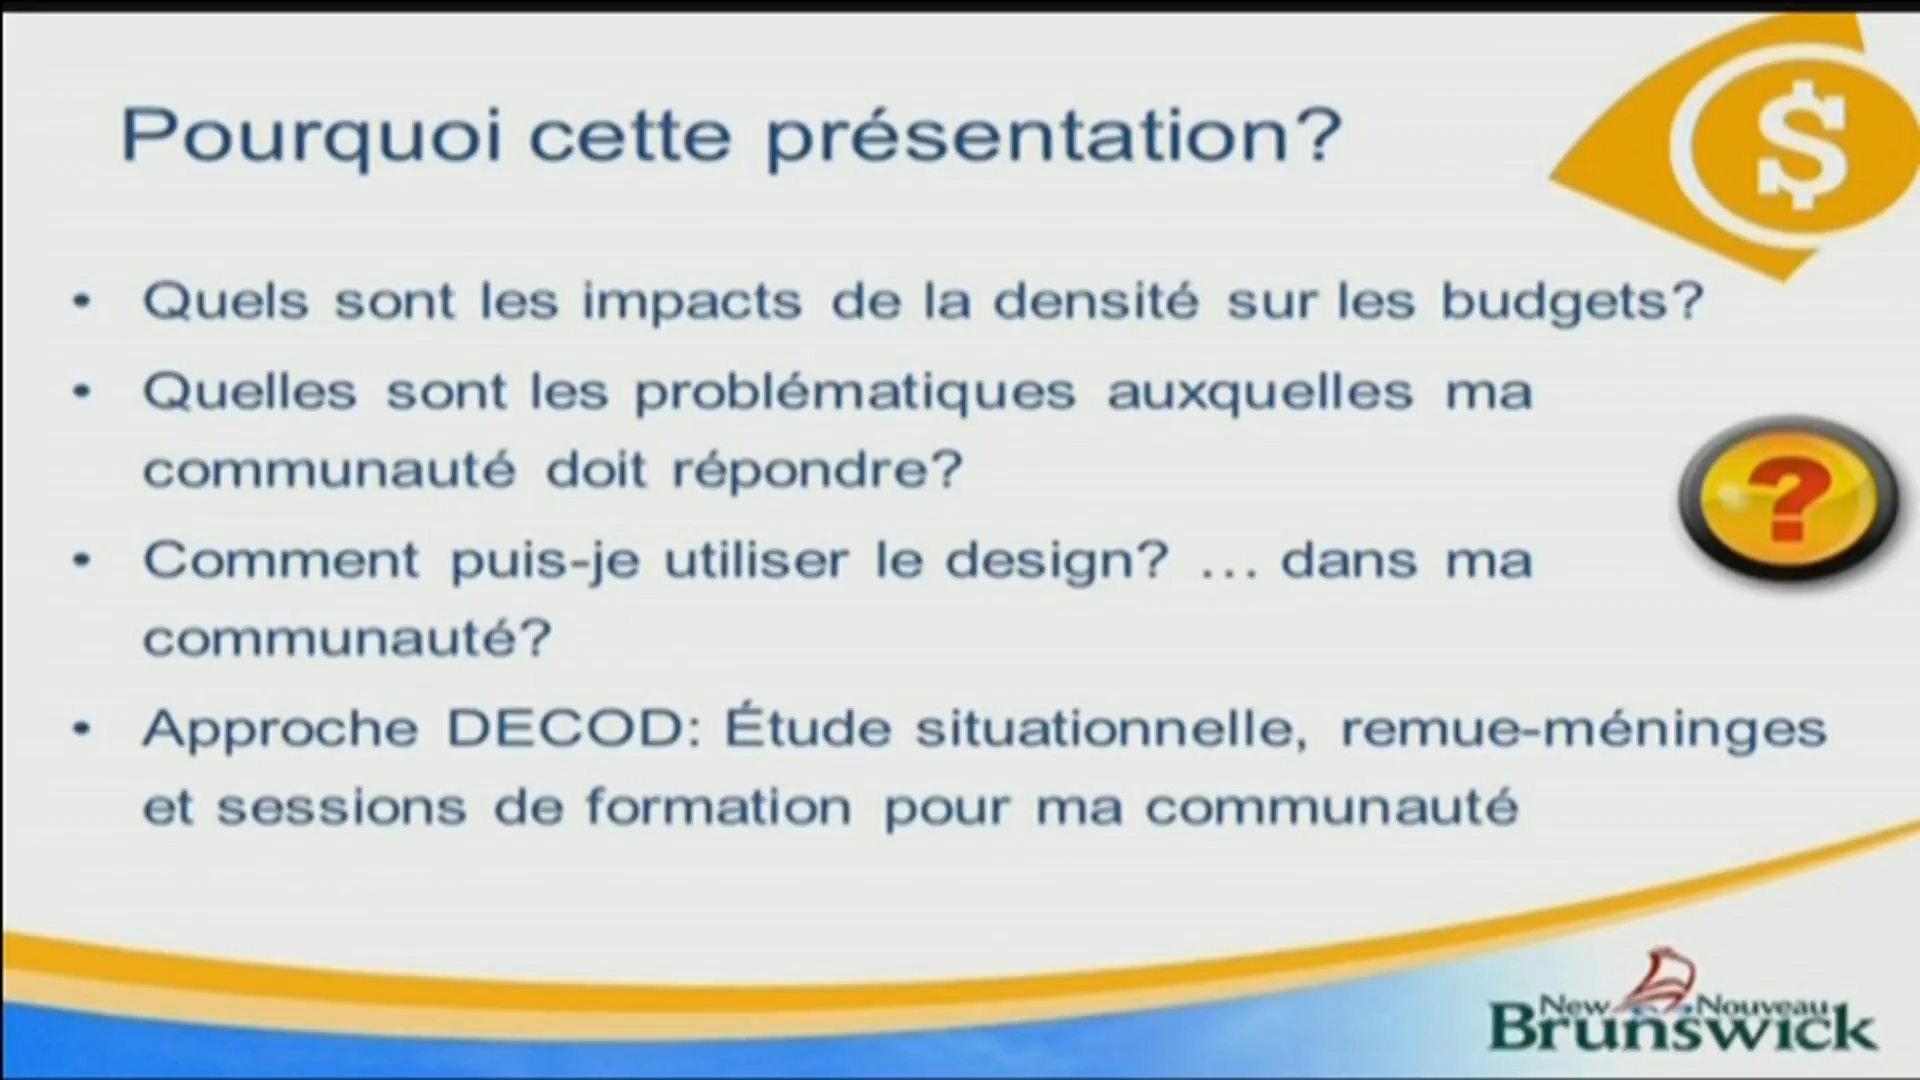 Pourquoi cette présentation?
$
• Quels sont les impacts de la densité sur les budgets?
• Quelles sont les problématiques auxquelles ma
communauté doit répondre?
?
• Comment puis-je utiliser le design? ... dans ma
communauté?
• Approche DECOD: Étude situationnelle, remue-méninges
et sessions de formation pour ma communauté
New Nouveau
Brunswick